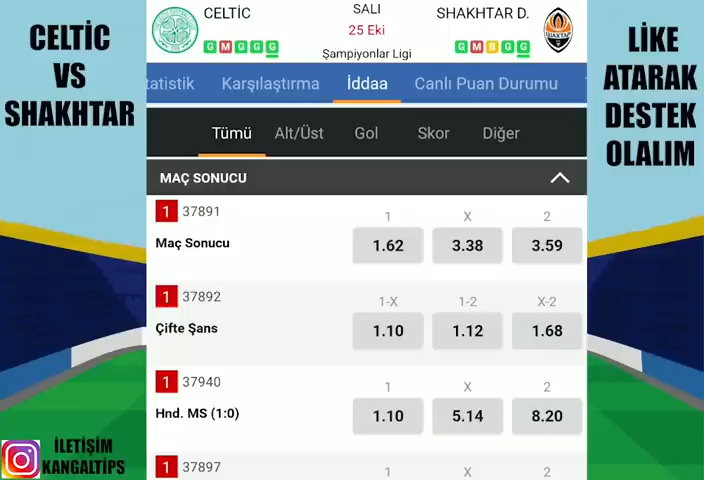 CELTİC
VS
SHAKHTAR
CELTİC
G M G G G
SALI
25 Eki
Şampiyonlar Ligi
SHAKHTAR D.
G M B G G
LİKE
ATARAK
DESTEK
OLALIM
tatistik Karşılaştırma İddaa Canlı Puan Durumu
Tümü Alt/Üst Gol Skor Diğer
MAÇ SONUCU
1 37891
1 X 2
Maç Sonucu 1.62 3.38 3.59
1 37892
1-X 1-2 X-2
Çifte Şans 1.10 1.12 1.68
1 37940
1 X 2
Hnd. MS (1:0) 1.10 5.14 8.20
1 37897
1 X 2
İLETİŞİM
KANGALTİPS